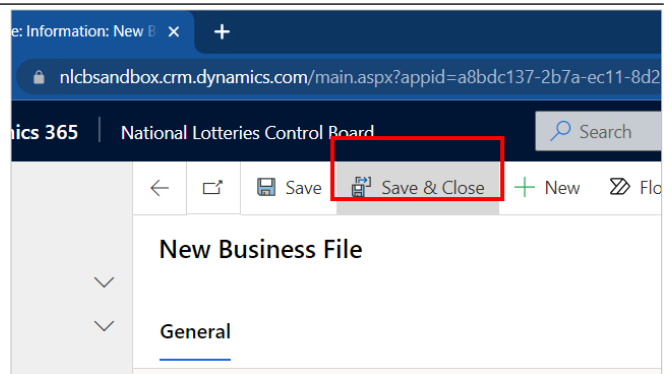 e: Information: New B
nlcbsandbox.crm.dynamics.com/main.aspx?appid=a8bdc137-2b7a-ec11-8d2
ics 365 National Lotteries Control Board Search
Save Save & Close New Flo
New Business File
General